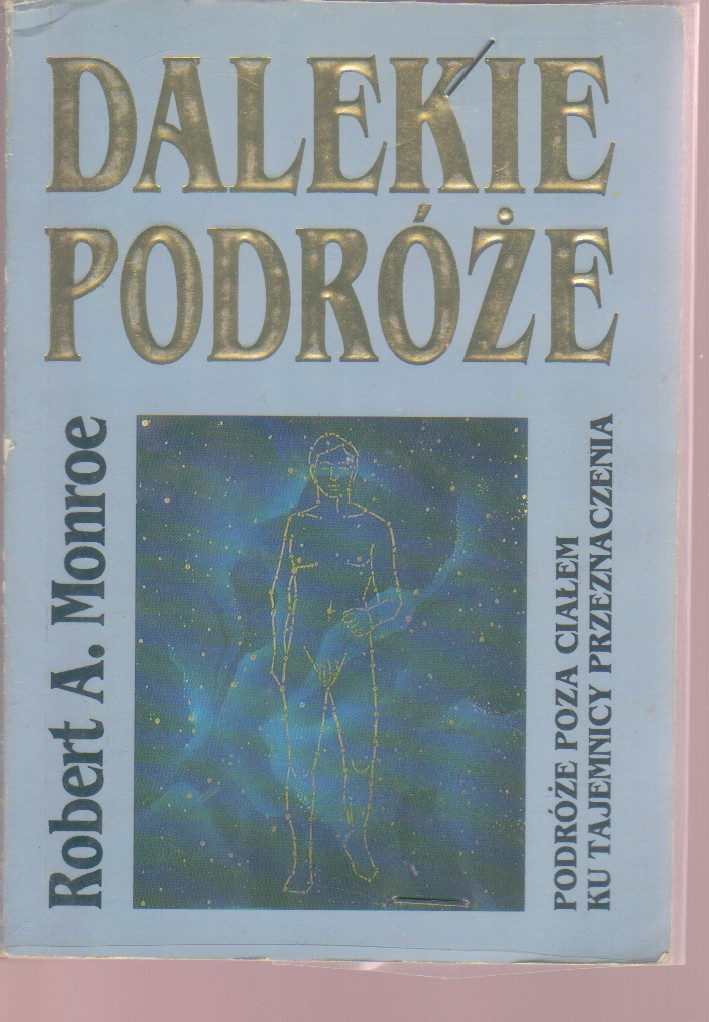 DALEKIE
PODRÓŻE
Robert A. Monroe
PODRÓŻE POZA CIAŁEM
KU TAJEMNICY PRZEZNACZENIA